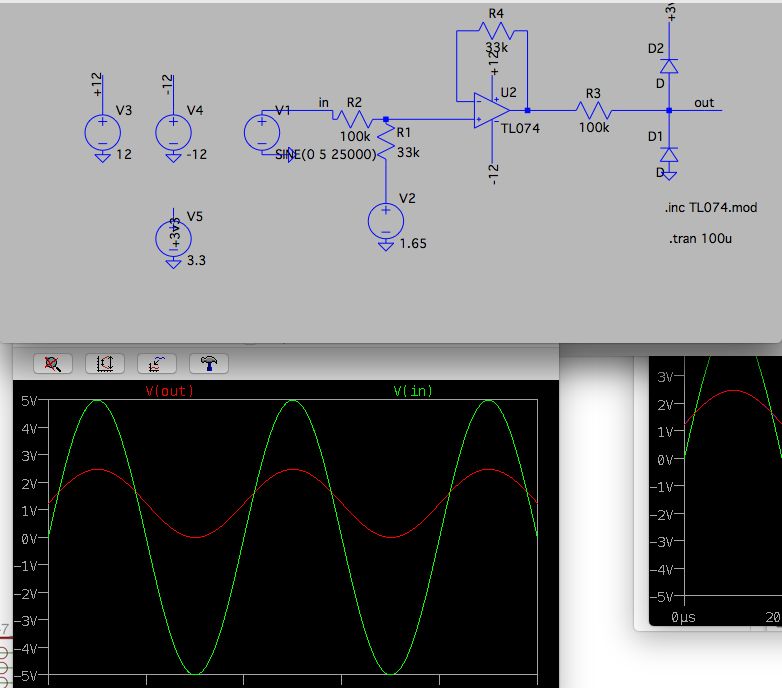 R4
33k
+3v
+12
D2
D
+12
-12
V3
V4
V1
in
R2
U2
R3
out
100k
R1
TL074
100k
12
-12
SINE(0 5 25000)
33k
D1
D
-12
V2
V5
+3v3
1.65
3.3
.inc TL074.mod
.tran 100u
V(out)
V(in)
5V
4V
3V
2V
1V
0V
-1V
-2V
-3V
-4V
-5V
3V
2V
1V
0V
-1V
-2V
-3V
-4V
-5V
0µs
20